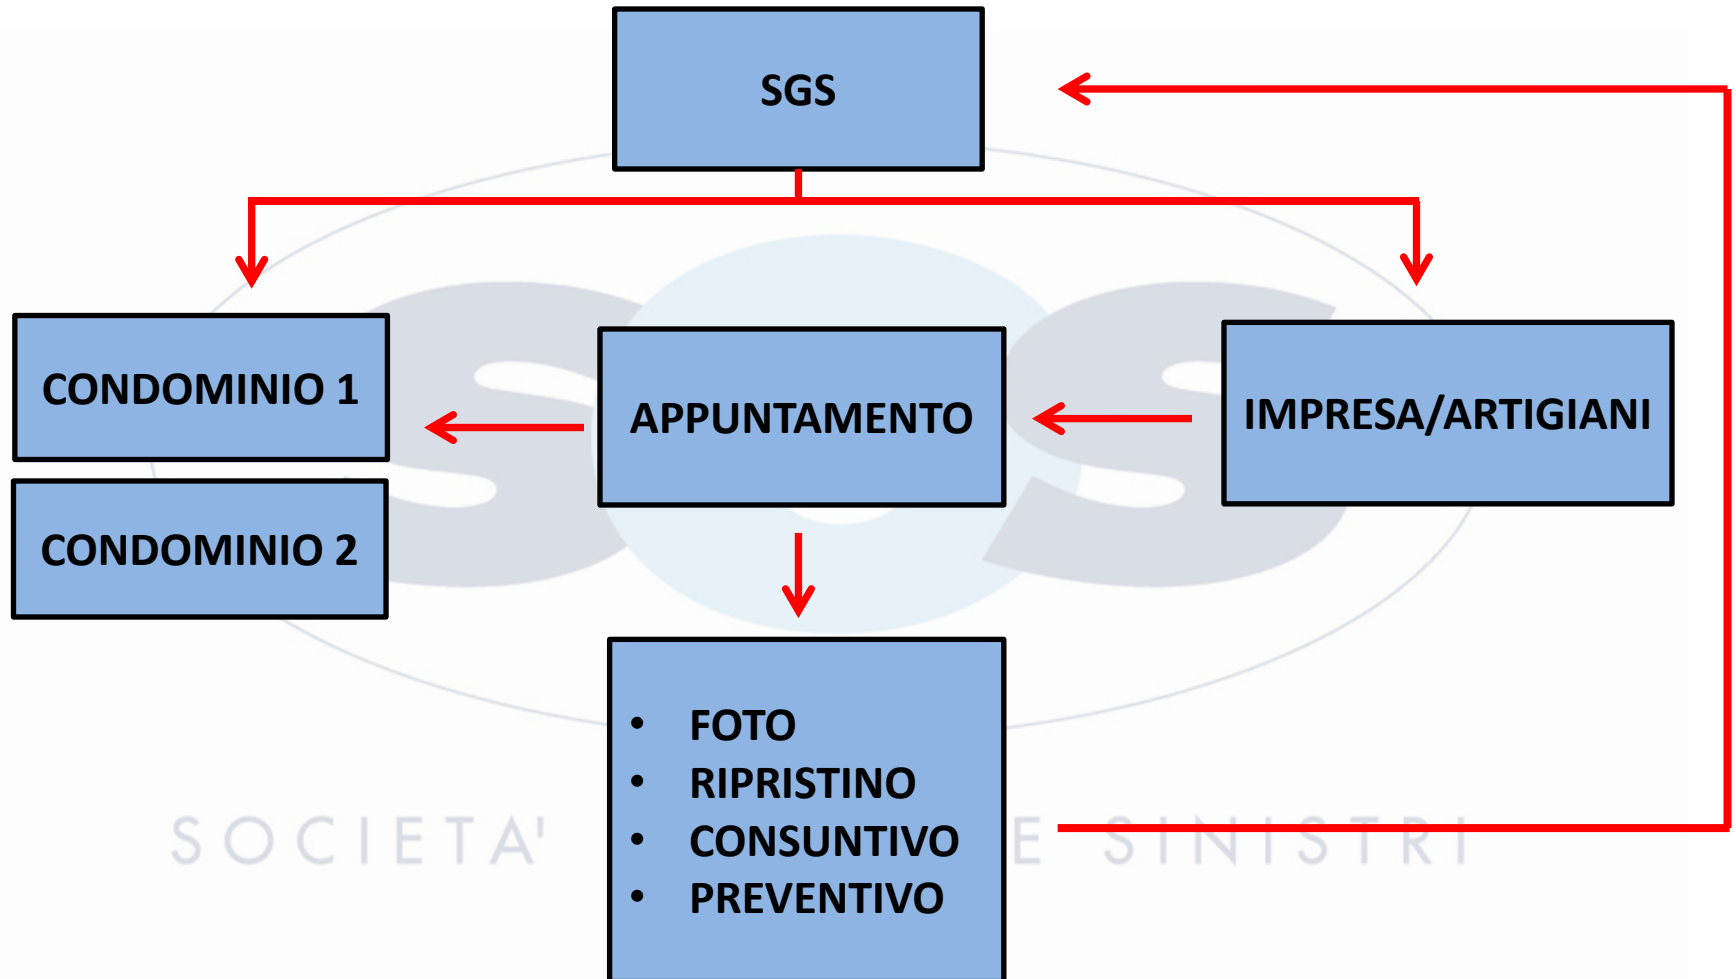 SGS
CONDOMINIO 1
APPUNTAMENTO
IMPRESA/ARTIGIANI
CONDOMINIO 2
• FOTO
• RIPRISTINO
• CONSUNTIVO
• PREVENTIVO
SOCIETA' E SINISTRI